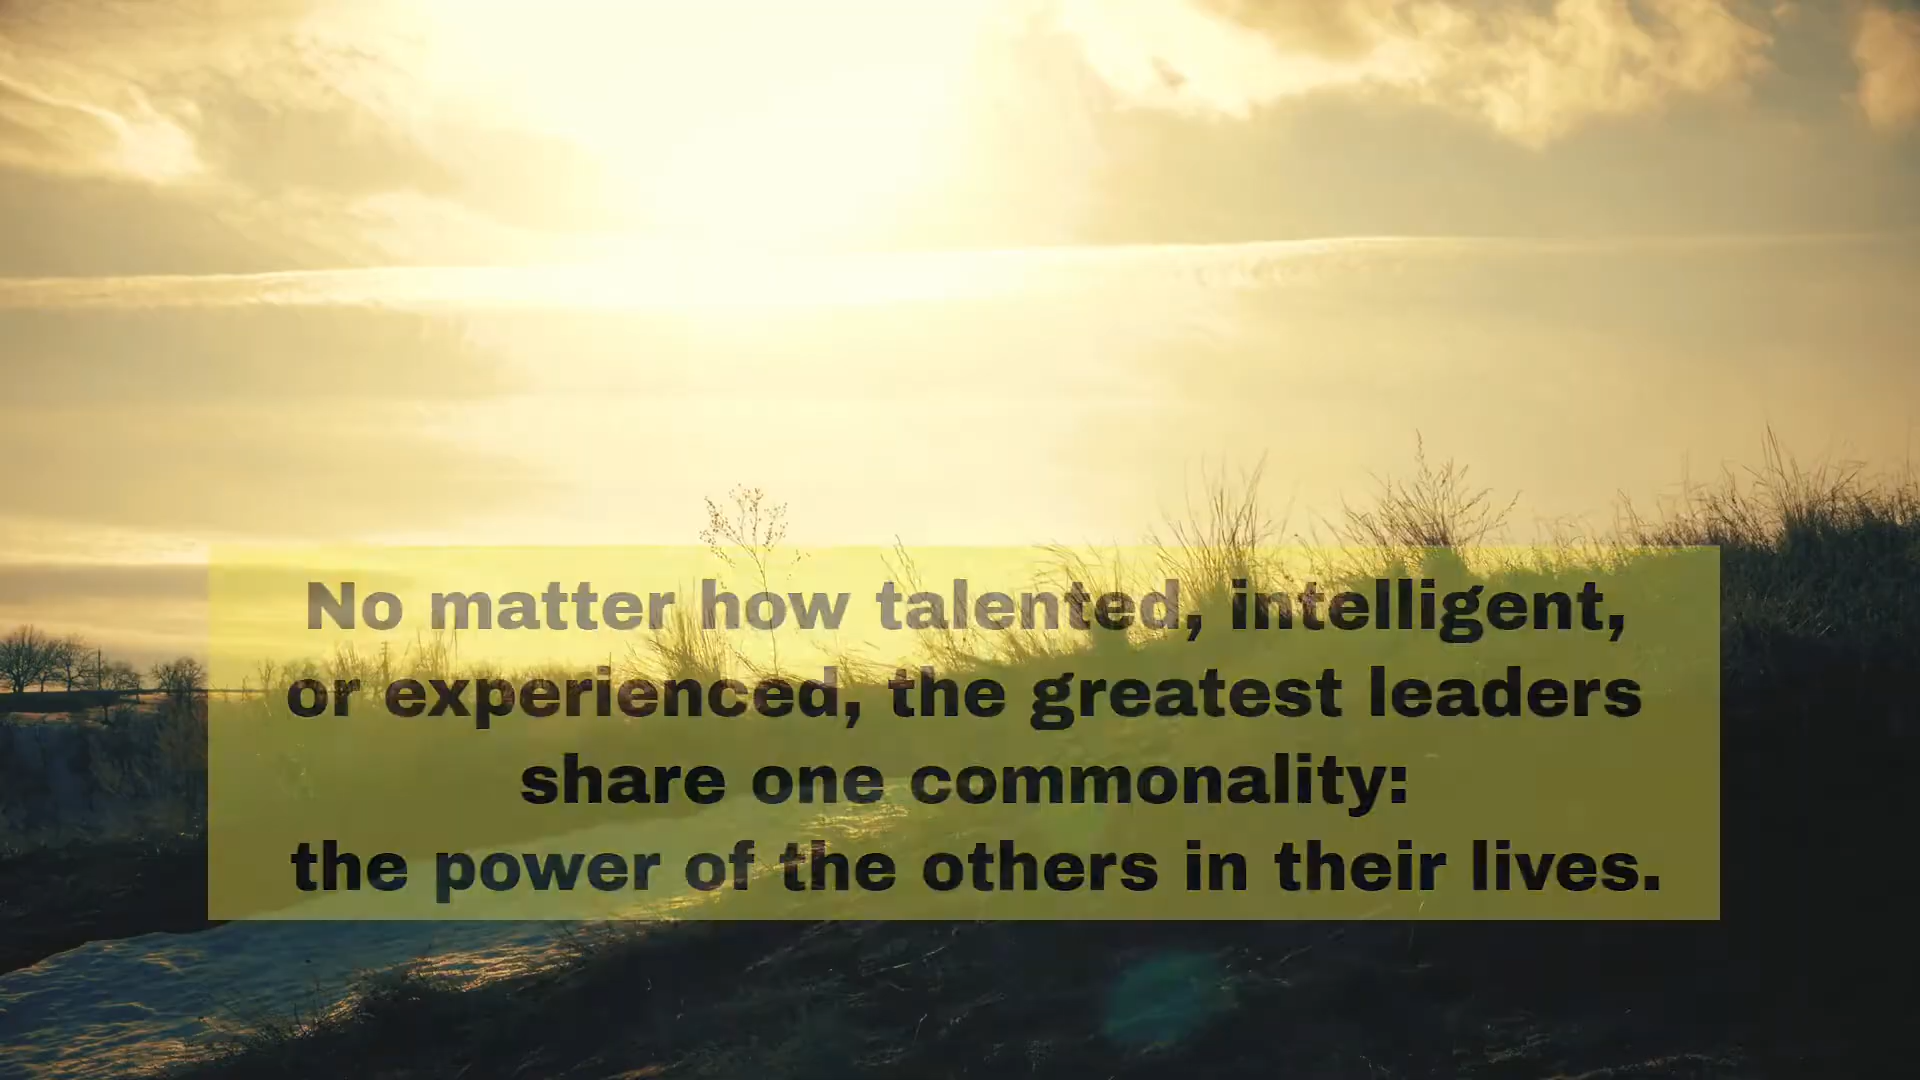 No matter how talented, intelligent,
or experienced, the greatest leaders
share one commonality:
the power of the others in their lives.